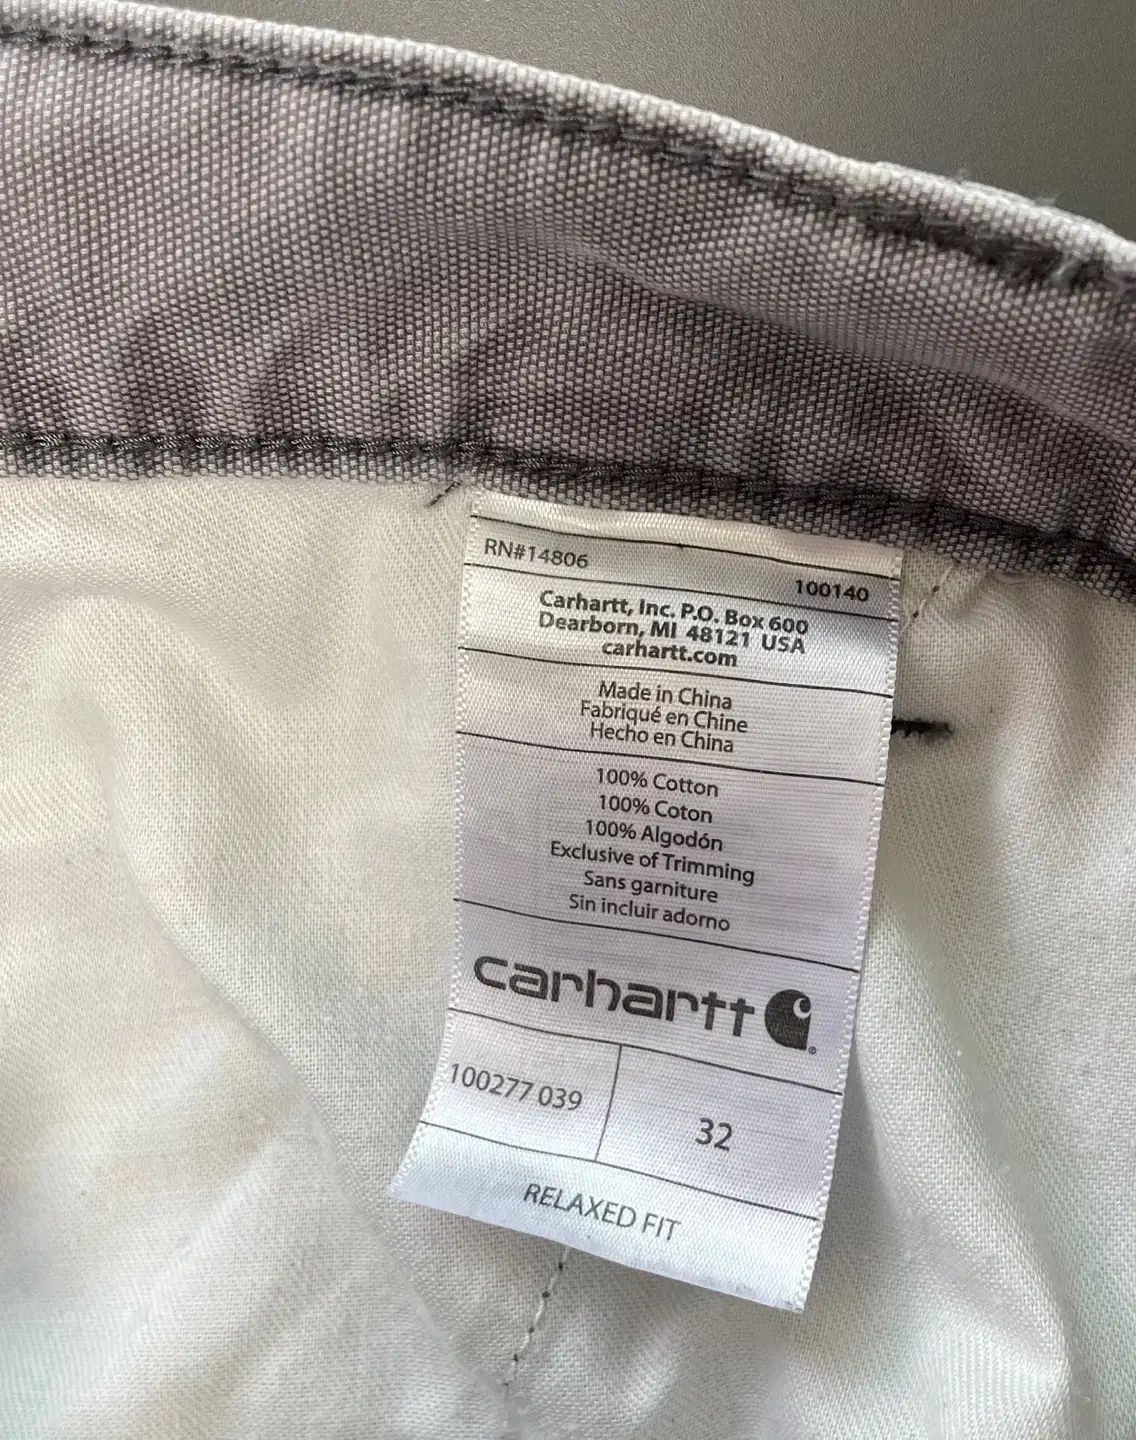 RN#14806
100140
Carhartt, Inc. P.O. Box 600
Dearborn, MI 48121 USA
carhartt.com
Made in China
Fabriqué en Chine
Hecho en China
100% Cotton
100% Coton
100% Algodón
Exclusive of Trimming
Sans garniture
Sin incluir adorno
carhartt
100277 039
32
RELAXED FIT